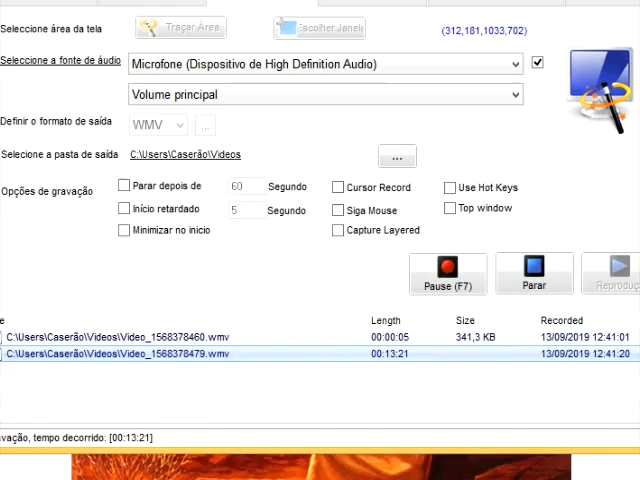 Seleccione área da tela Traçar Área Escolher Janela (312,181,1033,702)
Seleccione a fonte de áudio Microfone (Dispositivo de High Definition Audio)
Volume principal
Definir o formato de saída WMV ...
Selecione a pasta de saída C:\Users\Caserão\Videos ...
Opções de gravação Parar depois de 60 Segundo Cursor Record Use Hot Keys
Início retardado 5 Segundo Siga Mouse Top window
Minimizar no inicio Capture Layered
Pause (F7) Parar Reproduç
e Length Size Recorded
C:\Users\Caserão\Videos\Video_1568378460.wmv 00:00:05 341,3 KB 13/09/2019 12:41:01
C:\Users\Caserão\Videos\Video_1568378479.wmv 00:13:21 13/09/2019 12:41:20
vação, tempo decorrido: [00:13:21]